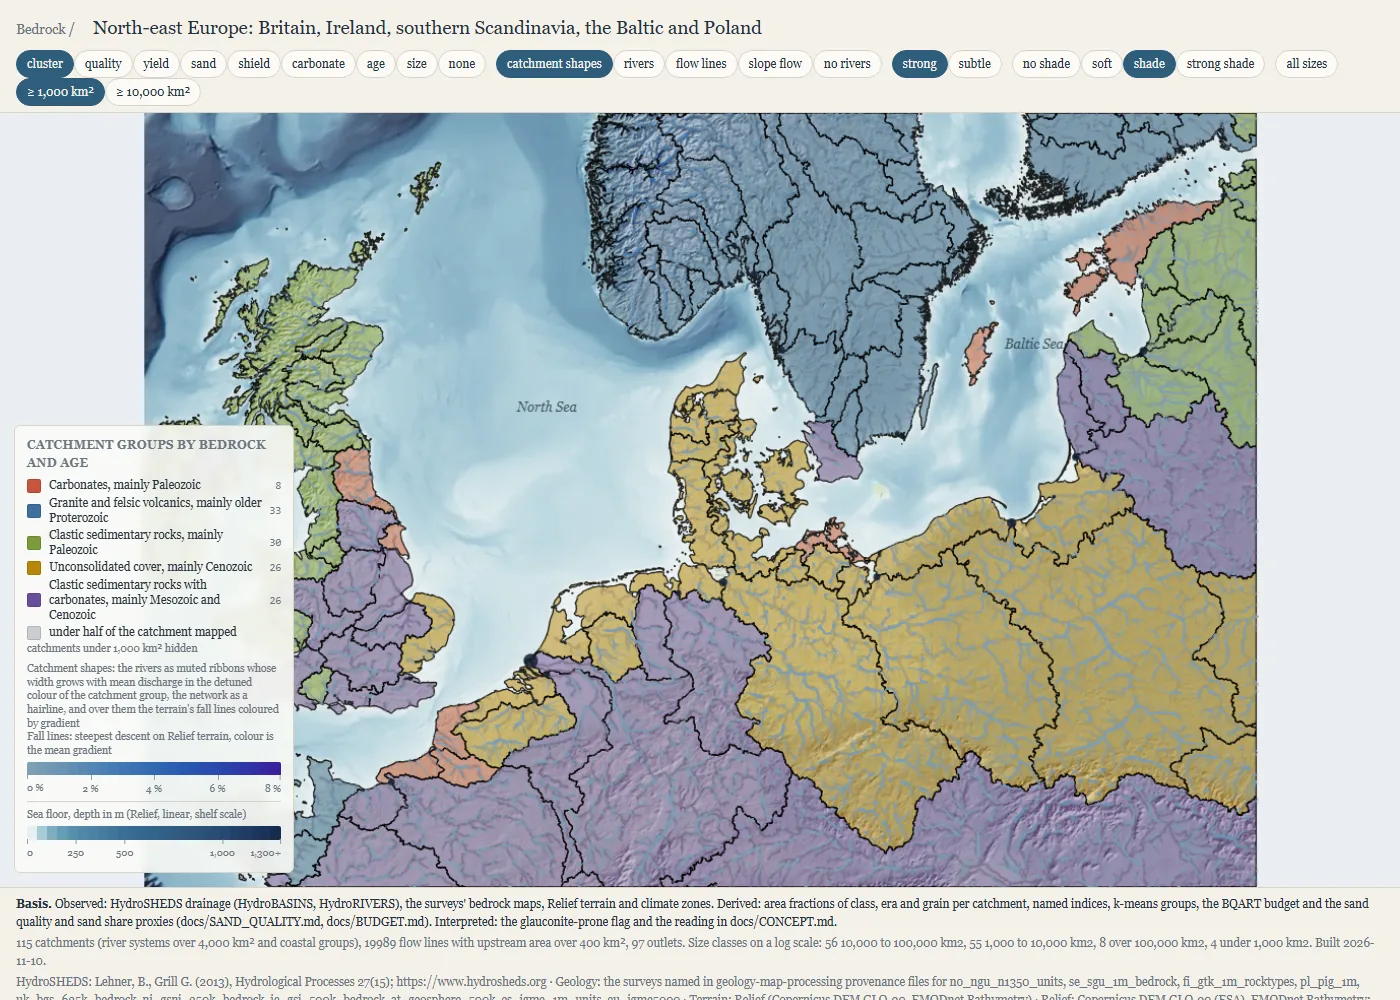 Bedrock / North-east Europe: Britain, Ireland, southern Scandinavia, the Baltic and Poland
cluster quality yield sand shield carbonate age size none catchment shapes rivers flow lines slope flow no rivers strong subtle no shade soft shade strong shade all sizes
≥ 1,000 km² ≥ 10,000 km²
Baltic Sea
North Sea
CATCHMENT GROUPS BY BEDROCK
AND AGE
Carbonates, mainly Paleozoic 8
Granite and felsic volcanics, mainly older
Proterozoic 33
Clastic sedimentary rocks, mainly
Paleozoic 30
Unconsolidated cover, mainly Cenozoic 26
Clastic sedimentary rocks with
carbonates, mainly Mesozoic and 26
Cenozoic
under half of the catchment mapped
catchments under 1,000 km² hidden
Catchment shapes: the rivers as muted ribbons whose
width grows with mean discharge in the detuned
colour of the catchment group, the network as a
hairline, and over them the terrain's fall lines coloured
by gradient
Fall lines: steepest descent on Relief terrain, colour is
the mean gradient
0 % 2 % 4 % 6 % 8 %
Sea floor, depth in m (Relief, linear, shelf scale)
0 250 500 1,000 1,300+
Basis. Observed: HydroSHEDS drainage (HydroBASINS, HydroRIVERS), the surveys' bedrock maps, Relief terrain and climate zones. Derived: area fractions of class, era and grain per catchment, named indices, k-means groups, the BQART budget and the sand
quality and sand share proxies (docs/SAND_QUALITY.md, docs/BUDGET.md). Interpreted: the glauconite-prone flag and the reading in docs/CONCEPT.md.
115 catchments (river systems over 4,000 km² and coastal groups), 19989 flow lines with upstream area over 400 km², 97 outlets. Size classes on a log scale: 56 10,000 to 100,000 km², 55 1,000 to 10,000 km², 8 over 100,000 km², 4 under 1,000 km². Built 2026-
11-10.
HydroSHEDS: Lehner, B., Grill G. (2013), Hydrological Processes 27(15); https://www.hydrosheds.org · Geology: the surveys named in geology-map-processing provenance files for no_ngu_n1350_units, se_sgu_1m_bedrock, fi_gtk_1m_rocktypes, pl_pig_1m,